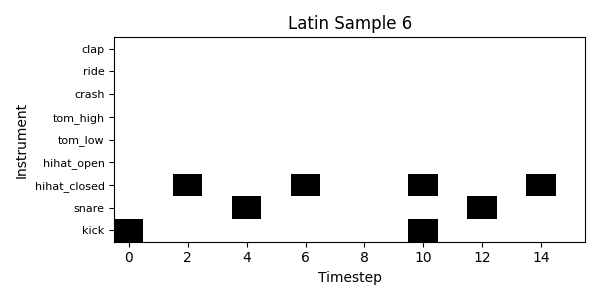 Latin Sample 6
Instrument
clap
ride
crash
tom_high
tom_low
hihat_open
hihat_closed
snare
kick
0 2 4 6 8 10 12 14
Timestep